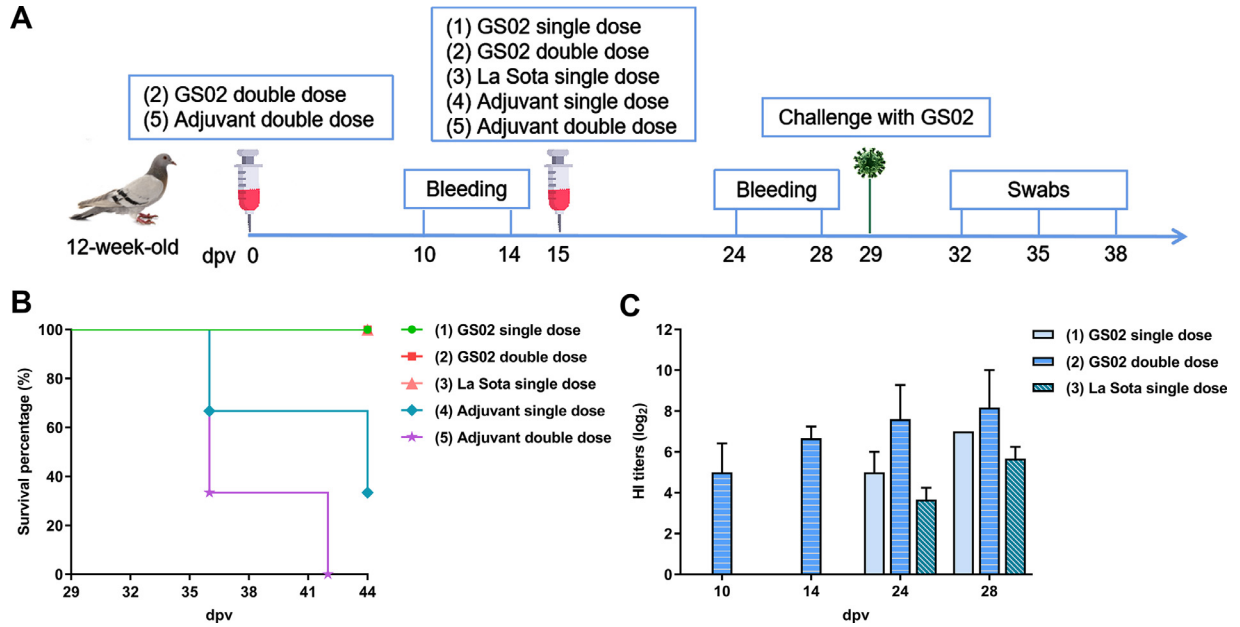 A
(1) GS02 single dose
(2) GS02 double dose
(3) La Sota single dose
(4) Adjuvant single dose
(5) Adjuvant double dose
(2) GS02 double dose
(5) Adjuvant double dose
Challenge with GS02
Bleeding
Bleeding
Swabs
12-week-old
dpv 0 10 14 15 24 28 29 32 35 38
B
Survival percentage (%)
100
80
60
40
20
0
29 32 35 38 41 44
dpv
(1) GS02 single dose
(2) GS02 double dose
(3) La Sota single dose
(4) Adjuvant single dose
(5) Adjuvant double dose
C
HI titers (log2)
12
10
8
6
4
2
0
10 14 24 28
dpv
(1) GS02 single dose
(2) GS02 double dose
(3) La Sota single dose